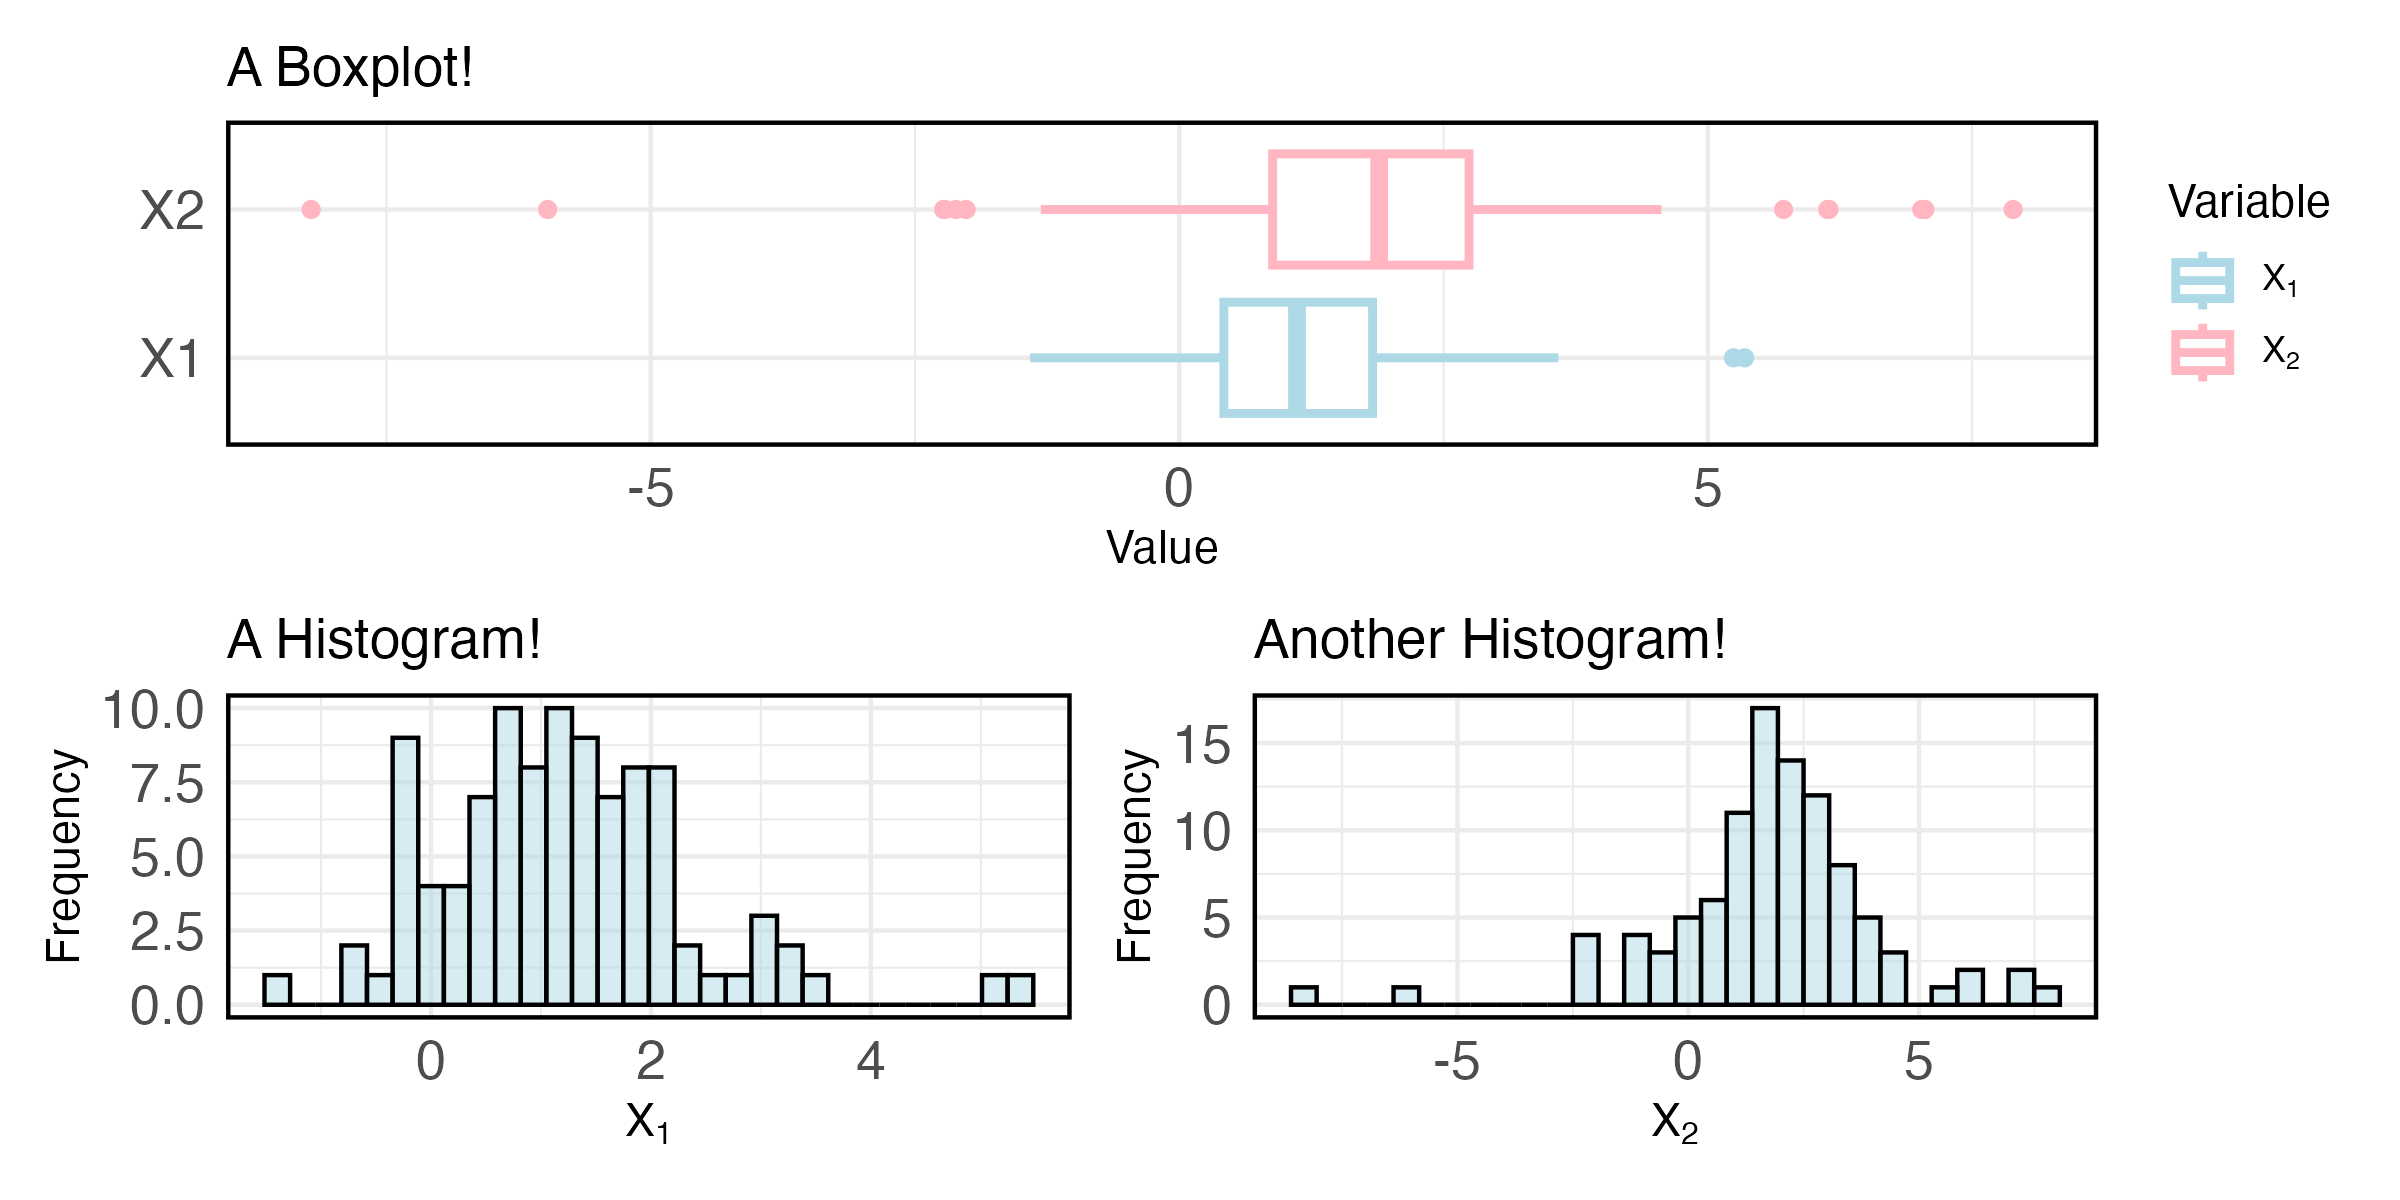 A Boxplot!
X2
X1
-5 0 5
Value
Variable
X₁
X₂
A Histogram!
Frequency
10.0
7.5
5.0
2.5
0.0
0 2 4
X₁
Another Histogram!
Frequency
15
10
5
0
-5 0 5
X₂